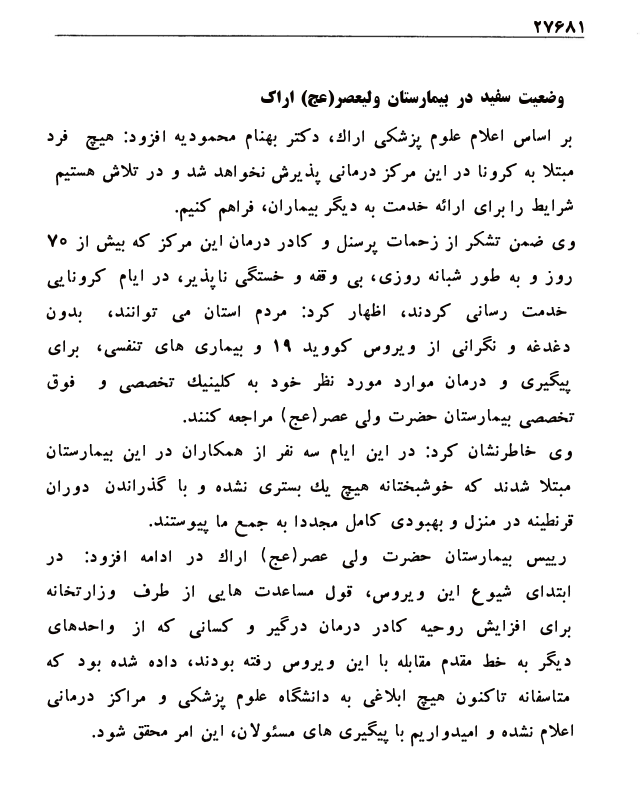 ۲۷۶۸۱
وضعیت سفید در بیمارستان ولیعصر(عج) اراک
بر اساس اعلام علوم پزشکی اراك، دکتر بهنام محمودیه افزود: هیچ فرد
مبتلا به کرونا در این مرکز درمانی پذیرش نخواهد شد و در تلاش هستیم
شرایط را برای ارائه خدمت به دیگر بیماران، فراهم کنیم.
وی ضمن تشکر از زحمات پرسنل و کادر درمان این مرکز که بیش از ۷۰
روز و به طور شبانه روزی، بی وقفه و خستگی ناپذیر، در ایام کرونایی
خدمت رسانی کردند، اظهار کرد: مردم استان می توانند، بدون
دغدغه و نگرانی از ویروس کووید ۱۹ و بیماری های تنفسی، برای
پیگیری و درمان موارد مورد نظر خود به کلینیك تخصصی و فوق
تخصصی بیمارستان حضرت ولی عصر(عج) مراجعه کنند.
وی خاطرنشان کرد: در این ایام سه نفر از همکاران در این بیمارستان
مبتلا شدند که خوشبختانه هیچ یك بستری نشده و با گذراندن دوران
قرنطینه در منزل و بهبودی کامل مجددا به جمع ما پیوستند.
رییس بیمارستان حضرت ولی عصر(عج) اراك در ادامه افزود: در
ابتدای شیوع این ویروس، قول مساعدت هایی از طرف وزارتخانه
برای افزایش روحیه کادر درمان درگیر و کسانی که از واحدهای
دیگر به خط مقدم مقابله با این ویروس رفته بودند، داده شده بود که
متاسفانه تاکنون هیچ ابلاغی به دانشگاه علوم پزشکی و مراکز درمانی
اعلام نشده و امیدواریم با پیگیری های مسئولان، این امر محقق شود.